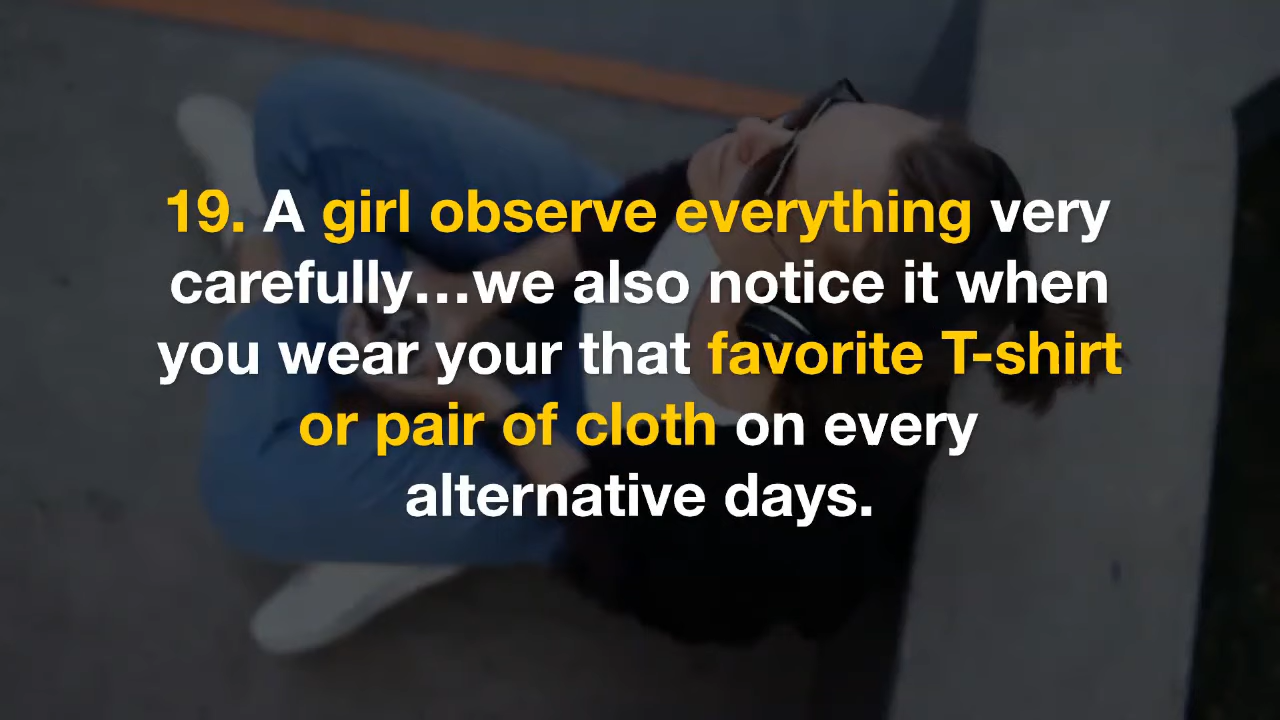 19. A girl observe everything very
carefully...we also notice it when
you wear your that favorite T-shirt
or pair of cloth on every
alternative days.